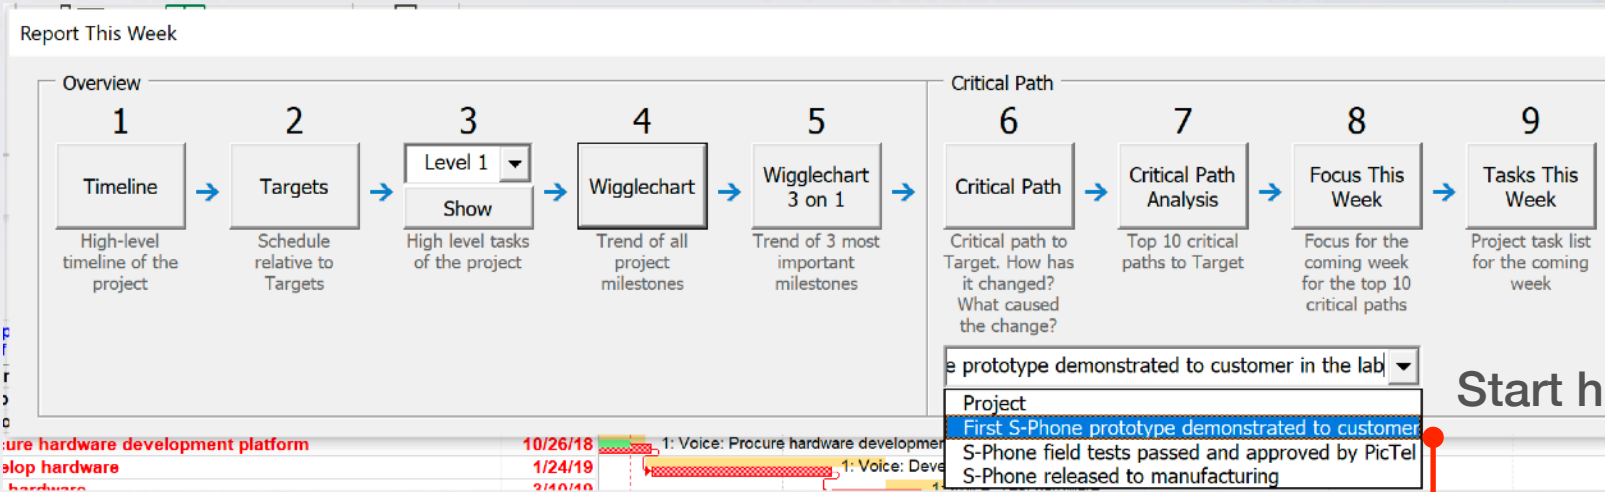 Report This Week
Overview
1
2
3
4
5
Timeline
Targets
Level 1
Show
Wigglechart
Wigglechart
3 on 1
High-level
timeline of the
project
Schedule
relative to
Targets
High level tasks
of the project
Trend of all
project
milestones
Trend of 3 most
important
milestones
Critical Path
6
7
8
9
Critical Path
Critical Path
Analysis
Focus This
Week
Tasks This
Week
Critical path to
Target. How has
it changed?
What caused
the change?
Top 10 critical
paths to Target
Focus for the
coming week
for the top 10
critical paths
Project task list
for the coming
week
e prototype demonstrated to customer in the lab
Project
First S-Phone prototype demonstrated to customer
S-Phone field tests passed and approved by PicTel
S-Phone released to manufacturing
Start h
cure hardware development platform 10/26/18 1: Voice: Procure hardware developmen
elop hardware 1/24/19 1: Voice: Deve
hardware 3/10/19